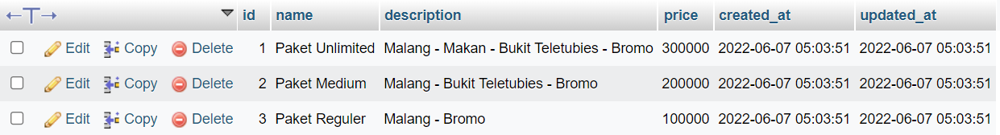 ←T→ id name description price created_at updated_at
Edit Copy Delete 1 Paket Unlimited Malang - Makan - Bukit Teletubies - Bromo 300000 2022-06-07 05:03:51 2022-06-07 05:03:51
Edit Copy Delete 2 Paket Medium Malang - Bukit Teletubies - Bromo 200000 2022-06-07 05:03:51 2022-06-07 05:03:51
Edit Copy Delete 3 Paket Reguler Malang - Bromo 100000 2022-06-07 05:03:51 2022-06-07 05:03:51